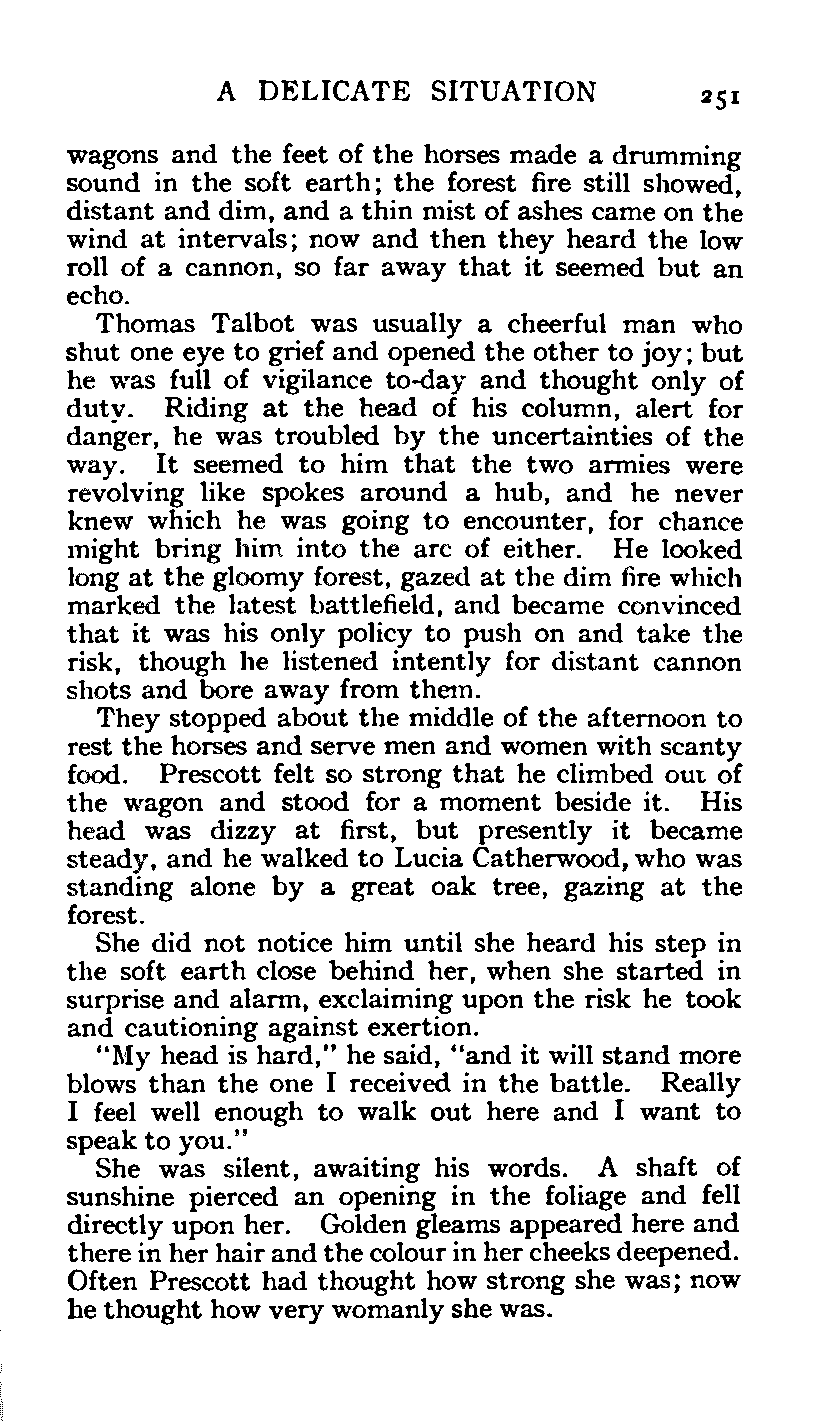 A DELICATE SITUATION 251
wagons and the feet of the horses made a drumming
sound in the soft earth; the forest fire still showed,
distant and dim, and a thin mist of ashes came on the
wind at intervals; now and then they heard the low
roll of a cannon, so far away that it seemed but an
echo.
Thomas Talbot was usually a cheerful man who
shut one eye to grief and opened the other to joy; but
he was full of vigilance to-day and thought only of
duty. Riding at the head of his column, alert for
danger, he was troubled by the uncertainties of the
way. It seemed to him that the two armies were
revolving like spokes around a hub, and he never
knew which he was going to encounter, for chance
might bring him into the arc of either. He looked
long at the gloomy forest, gazed at the dim fire which
marked the latest battlefield, and became convinced
that it was his only policy to push on and take the
risk, though he listened intently for distant cannon
shots and bore away from them.
They stopped about the middle of the afternoon to
rest the horses and serve men and women with scanty
food. Prescott felt so strong that he climbed out of
the wagon and stood for a moment beside it. His
head was dizzy at first, but presently it became
steady, and he walked to Lucia Catherwood, who was
standing alone by a great oak tree, gazing at the
forest.
She did not notice him until she heard his step in
the soft earth close behind her, when she started in
surprise and alarm, exclaiming upon the risk he took
and cautioning against exertion.
"My head is hard," he said, "and it will stand more
blows than the one I received in the battle. Really
I feel well enough to walk out here and I want to
speak to you."
She was silent, awaiting his words. A shaft of
sunshine pierced an opening in the foliage and fell
directly upon her. Golden gleams appeared here and
there in her hair and the colour in her cheeks deepened.
Often Prescott had thought how strong she was; now
he thought how very womanly she was.